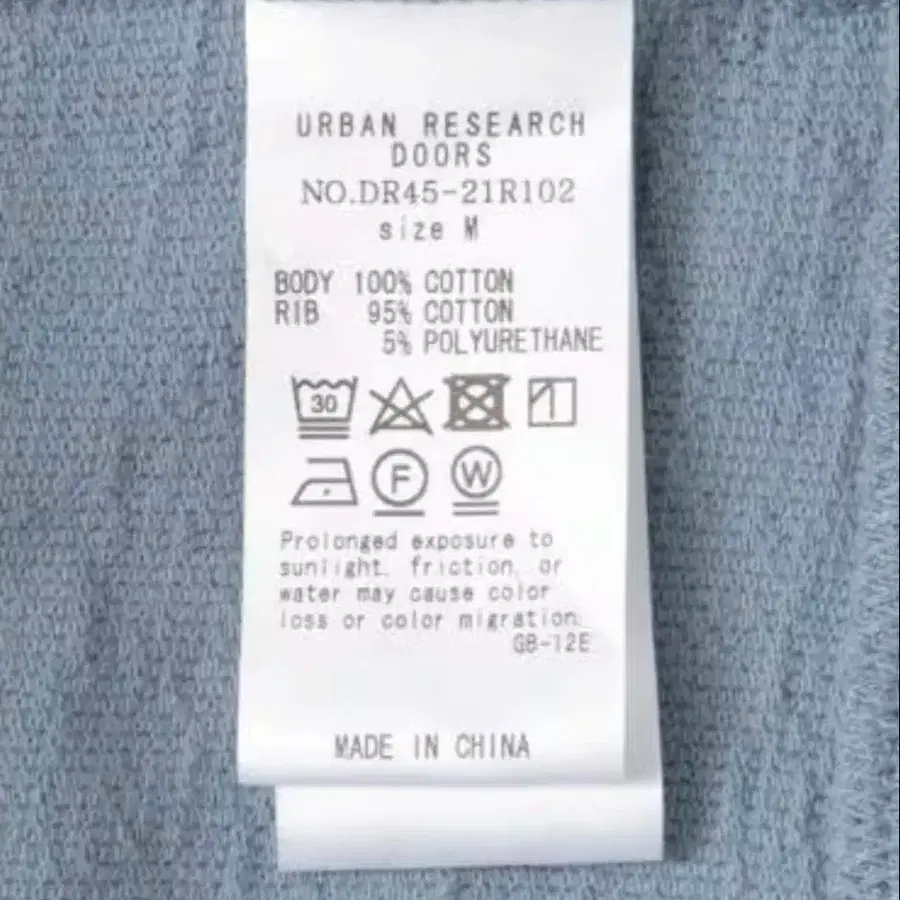 URBAN RESEARCH
DOORS
NO.DR45-21R102
size M
BODY 100% COTTON
RIB 95% COTTON
5% POLYURETHANE
30
F
W
Prolonged exposure to
sunlight, friction, or
water may cause color
loss or color migration.
GB-12E
MADE IN CHINA